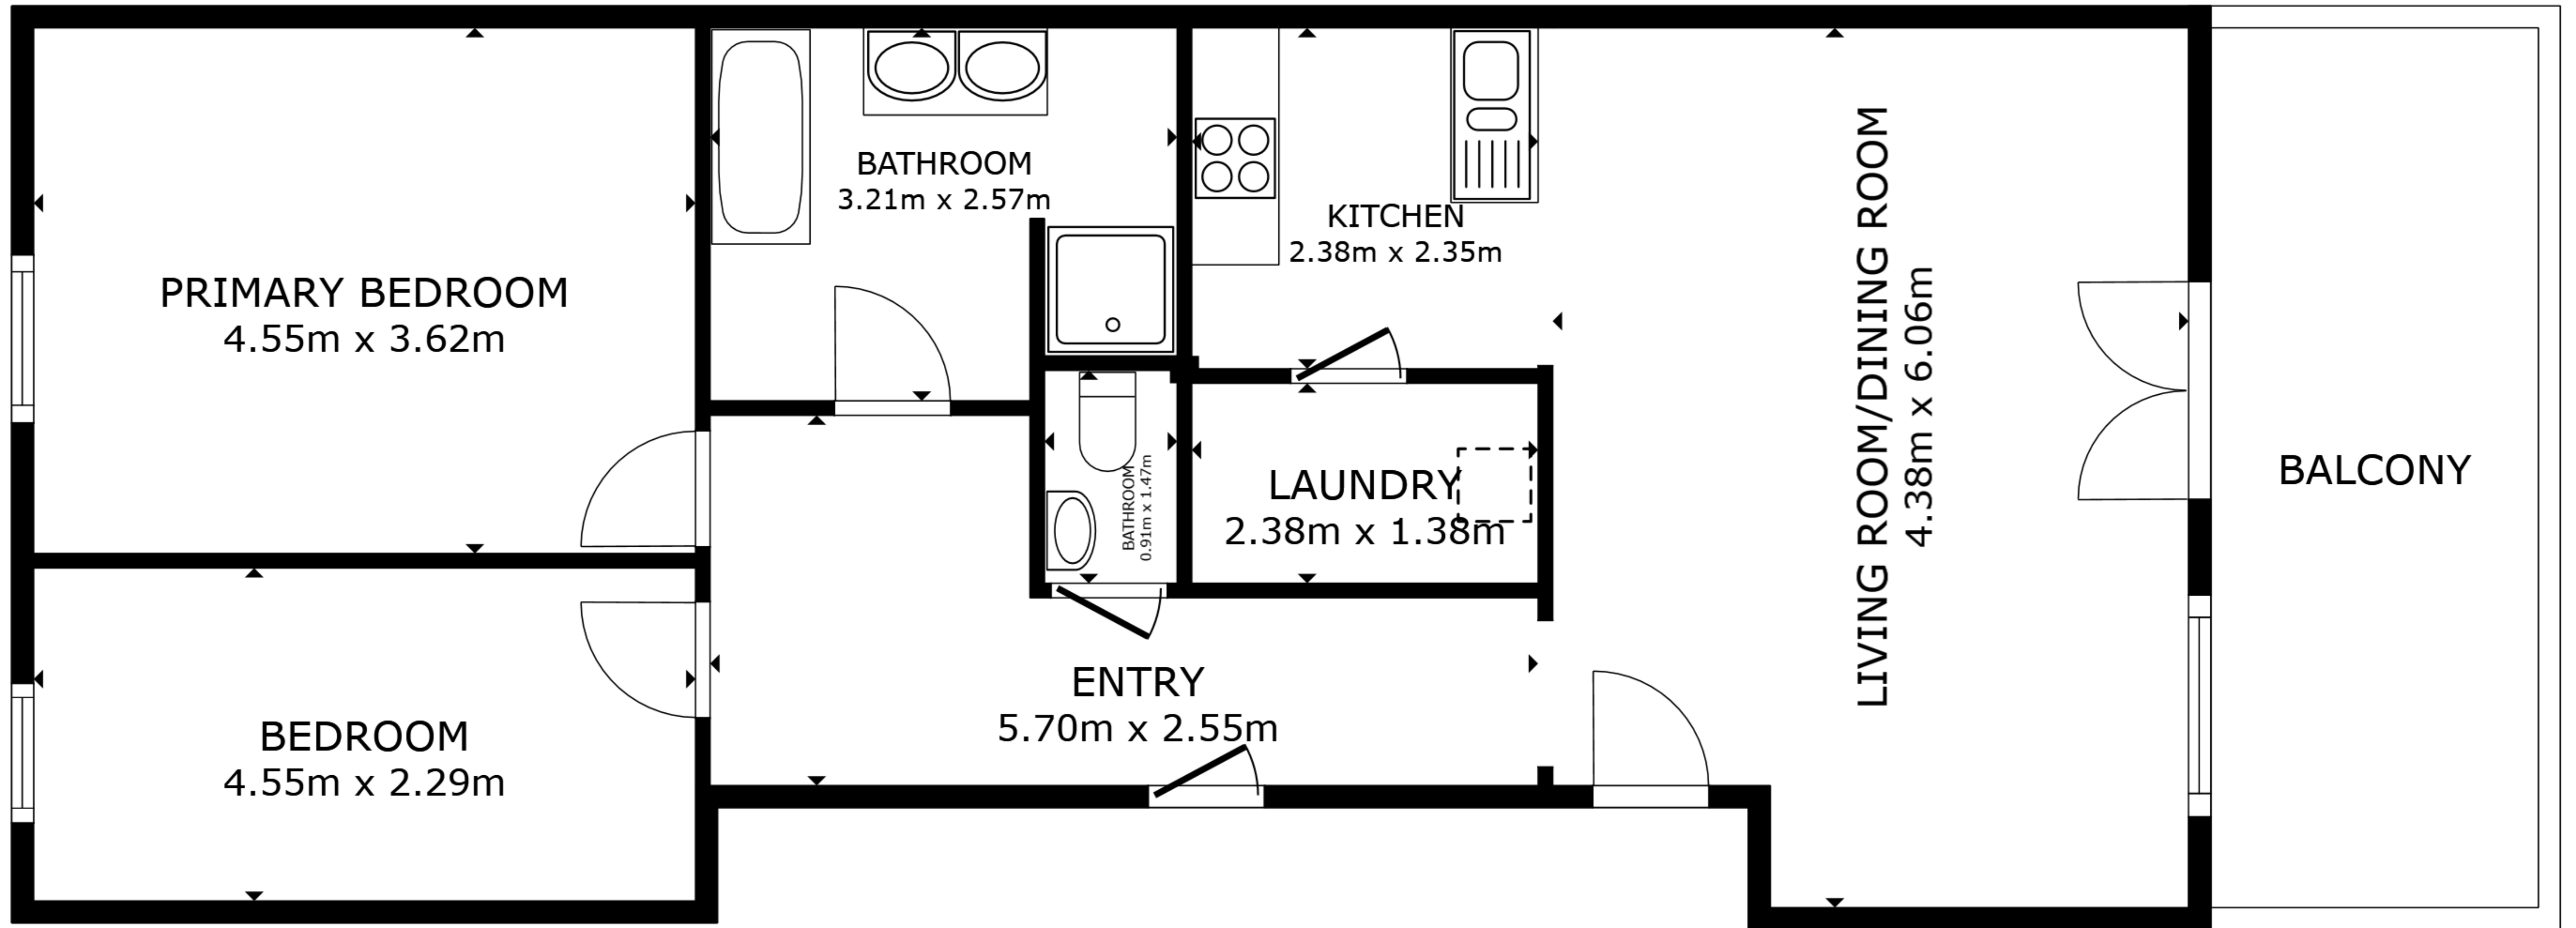 PRIMARY BEDROOM
4.55m x 3.62m
BATHROOM
3.21m x 2.57m
KITCHEN
2.38m x 2.35m
LIVING ROOM/DINING ROOM
4.38m x 6.06m
BALCONY
BATHROOM
0.91m x 1.47m
LAUNDRY
2.38m x 1.38m
ENTRY
5.70m x 2.55m
BEDROOM
4.55m x 2.29m